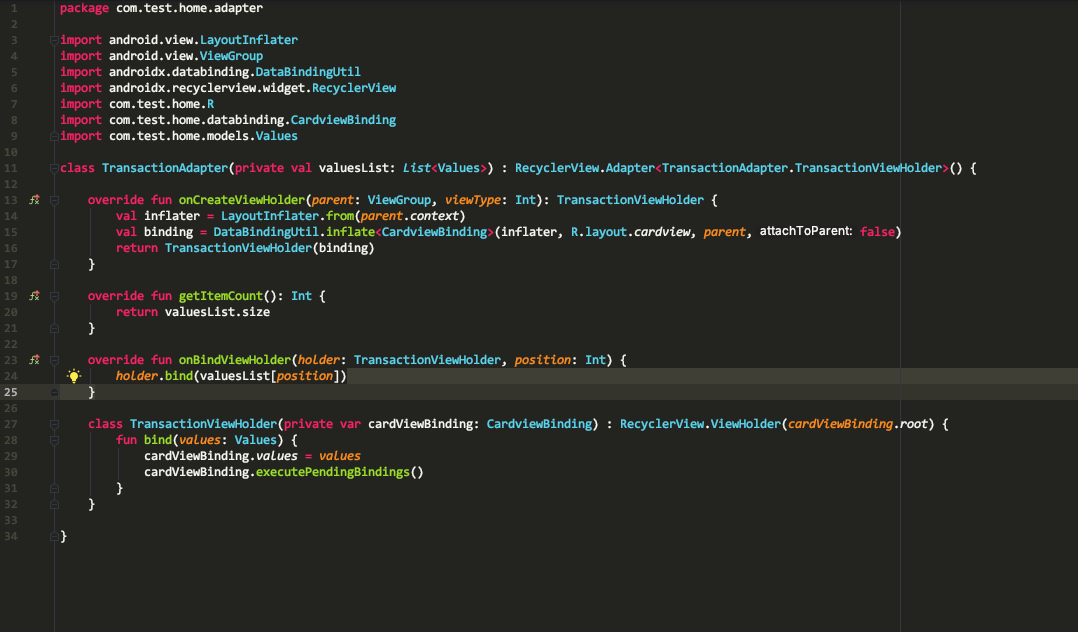 1 package com.test.home.adapter
2
3 import android.view.LayoutInflater
4 import android.view.ViewGroup
5 import androidx.databinding.DataBindingUtil
6 import androidx.recyclerview.widget.RecyclerView
7 import com.test.home.R
8 import com.test.home.databinding.CardviewBinding
9 import com.test.home.models.Values
10
11 class TransactionAdapter(private val valuesList: List<Values>) : RecyclerView.Adapter<TransactionAdapter.TransactionViewHolder>() {
12
13     override fun onCreateViewHolder(parent: ViewGroup, viewType: Int): TransactionViewHolder {
14         val inflater = LayoutInflater.from(parent.context)
15         val binding = DataBindingUtil.inflate<CardviewBinding>(inflater, R.layout.cardview, parent, attachToParent: false)
16         return TransactionViewHolder(binding)
17     }
18
19     override fun getItemCount(): Int {
20         return valuesList.size
21     }
22
23     override fun onBindViewHolder(holder: TransactionViewHolder, position: Int) {
24         holder.bind(valuesList[position])
25     }
26
27     class TransactionViewHolder(private var cardViewBinding: CardviewBinding) : RecyclerView.ViewHolder(cardViewBinding.root) {
28         fun bind(values: Values) {
29             cardViewBinding.values = values
30             cardViewBinding.executePendingBindings()
31         }
32     }
33
34 }